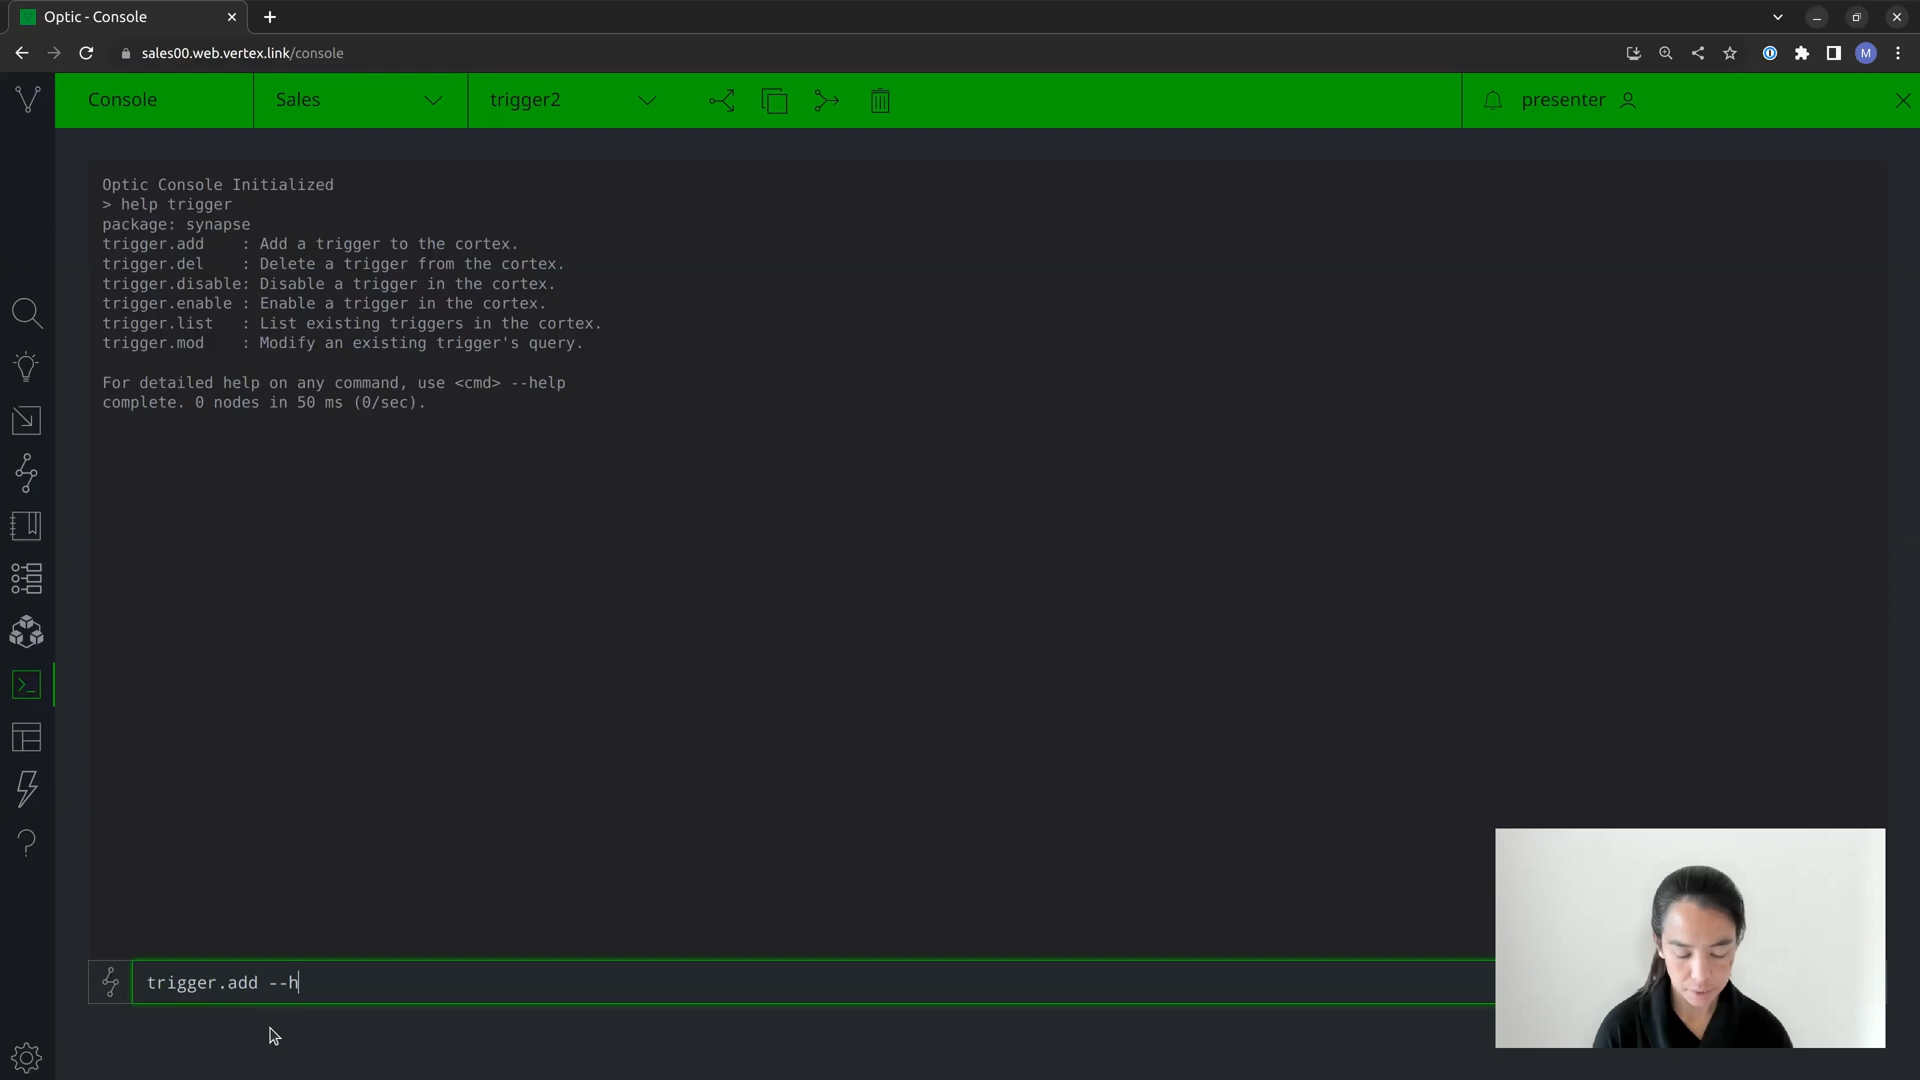 Optic - Console
sales00.web.vertex.link/console
M
Console
Sales
trigger2
presenter
Optic Console Initialized
> help trigger
package: synapse
trigger.add    : Add a trigger to the cortex.
trigger.del    : Delete a trigger from the cortex.
trigger.disable: Disable a trigger in the cortex.
trigger.enable : Enable a trigger in the cortex.
trigger.list   : List existing triggers in the cortex.
trigger.mod    : Modify an existing trigger's query.
For detailed help on any command, use <cmd> --help
complete. 0 nodes in 50 ms (0/sec).
trigger.add --h